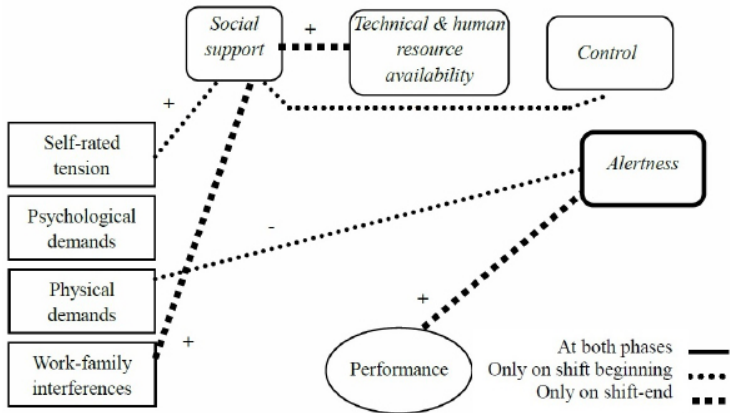 Social
support
+
Technical & human
resource
availability
Control
+
Self-rated
tension
Alertness
Psychological
demands
-
Physical
demands
+
+
Work-family
interferences
Performance
At both phases
Only on shift beginning
Only on shift-end